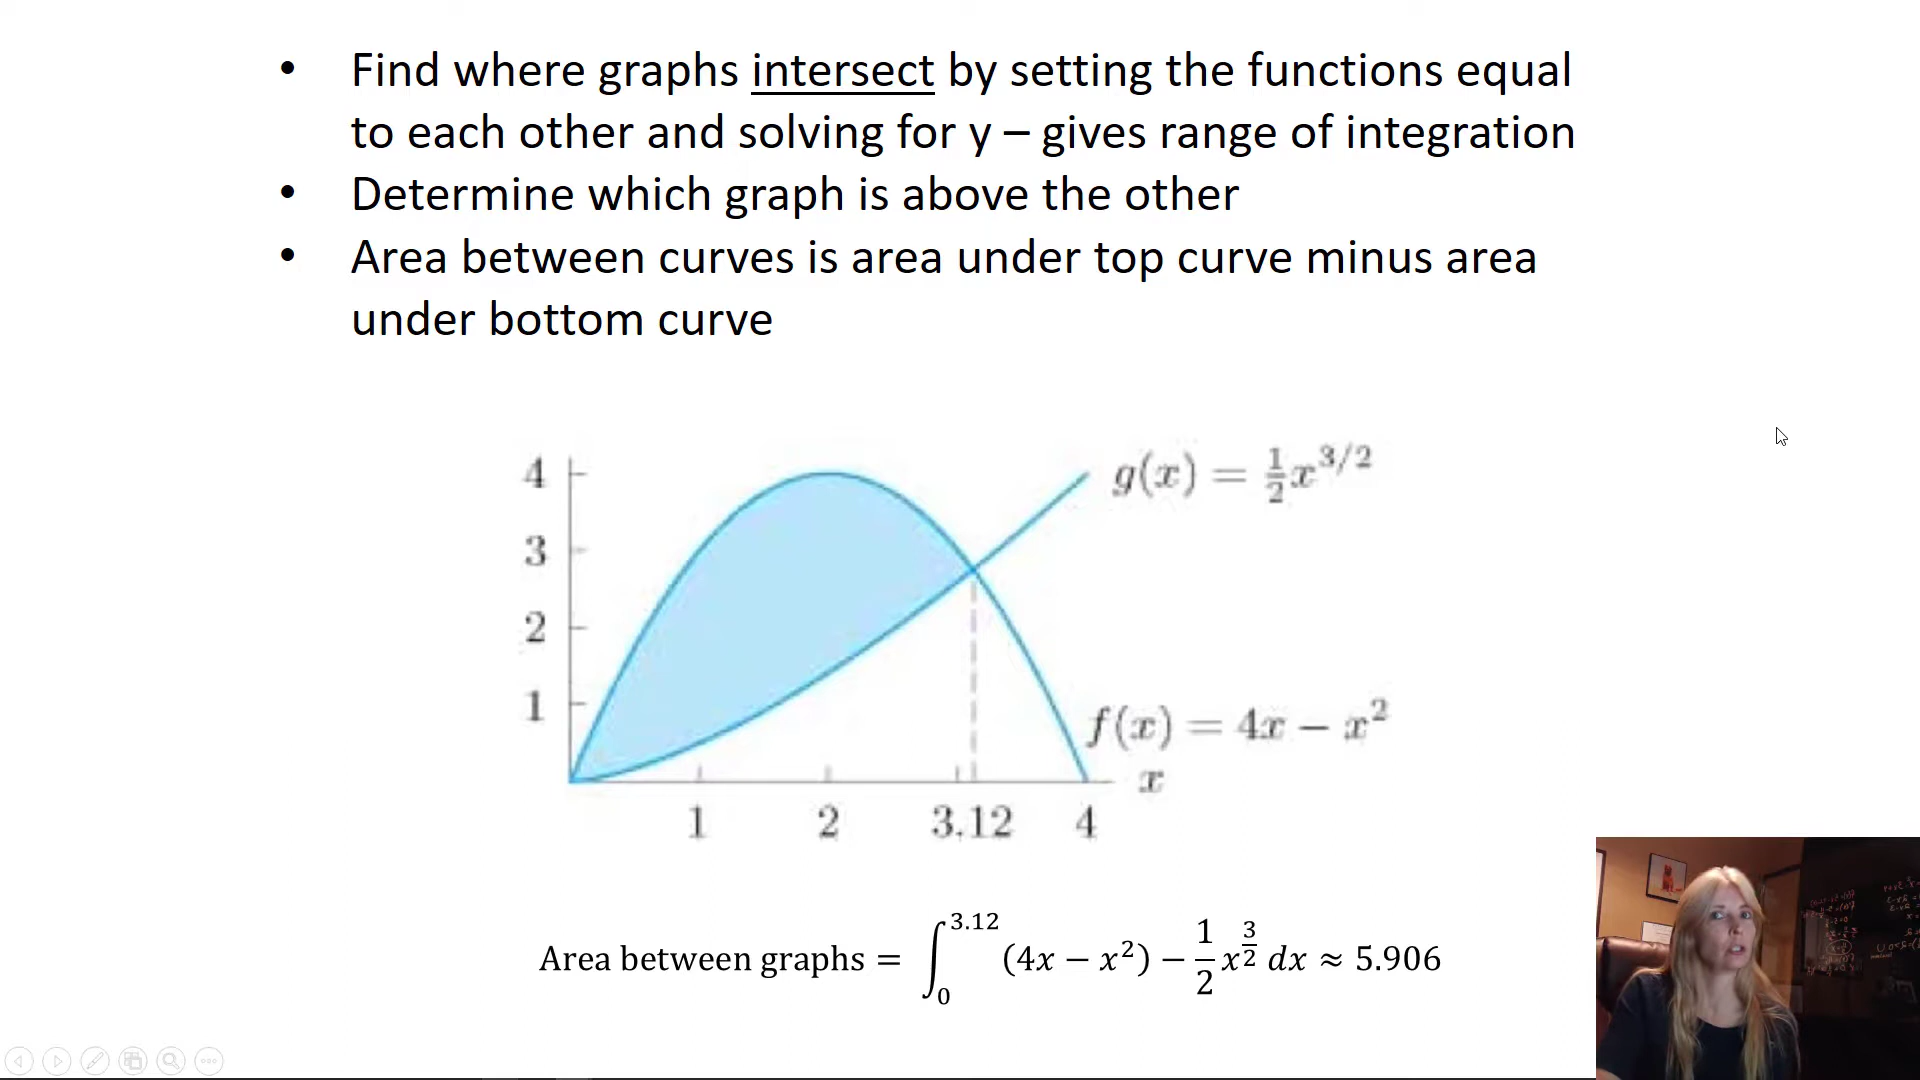 • Find where graphs intersect by setting the functions equal
to each other and solving for y – gives range of integration
• Determine which graph is above the other
• Area between curves is area under top curve minus area
under bottom curve
4
g(x) = ½x^{3/2}
3
2
1
f(x) = 4x − x²
x
1 2 3.12 4
Area between graphs = ∫₀^{3.12} (4x − x²) − ½x^{3/2} dx ≈ 5.906